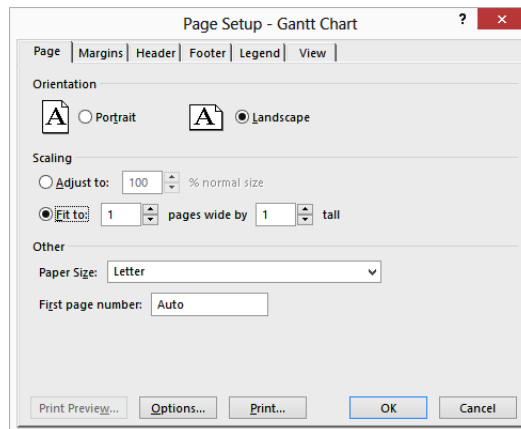 Page Setup - Gantt Chart ? ×
Page Margins Header Footer Legend View
Orientation
A Portrait A Landscape
Scaling
Adjust to: 100 % normal size
Fit to: 1 pages wide by 1 tall
Other
Paper Size: Letter
First page number: Auto
Print Preview... Options... Print... OK Cancel